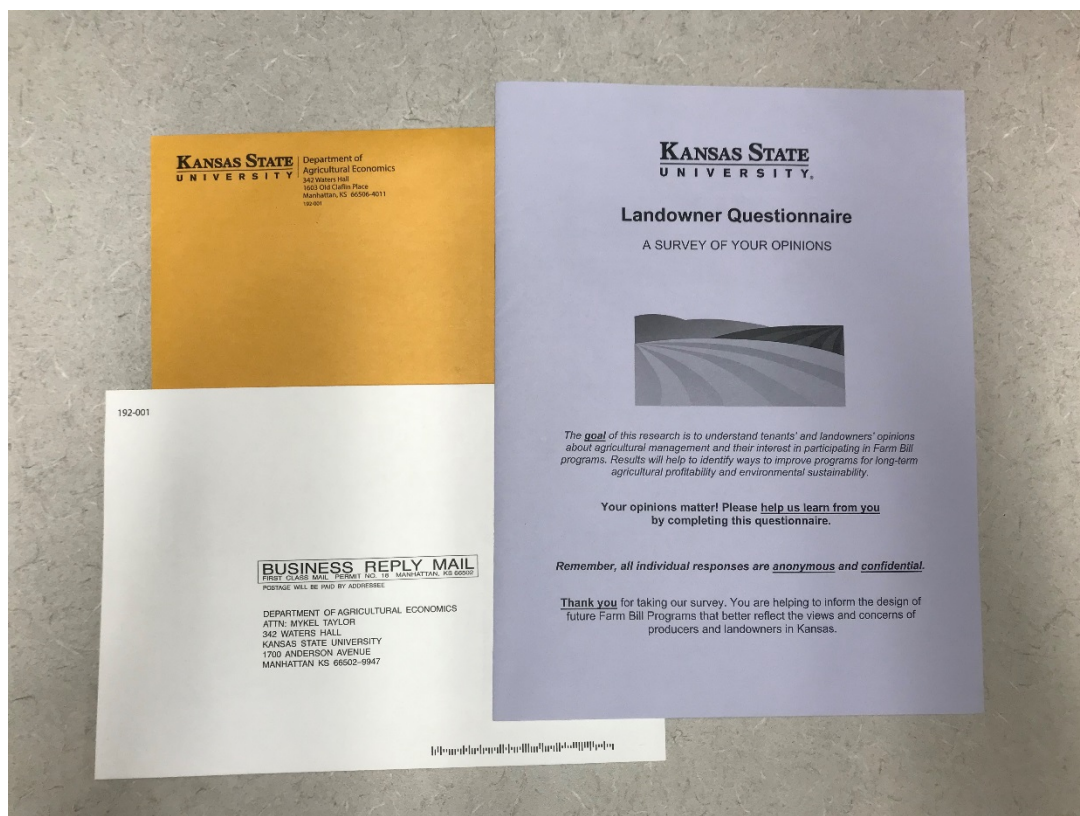 KANSAS STATE
UNIVERSITY
Department of
Agricultural Economics
342 Waters Hall
1603 Old Claflin Place
Manhattan, KS 66506-4011
192-001
192-001
BUSINESS REPLY MAIL
FIRST CLASS MAIL PERMIT NO. 18 MANHATTAN, KS 66502
POSTAGE WILL BE PAID BY ADDRESSEE
DEPARTMENT OF AGRICULTURAL ECONOMICS
ATTN: MYKEL TAYLOR
342 WATERS HALL
KANSAS STATE UNIVERSITY
1700 ANDERSON AVENUE
MANHATTAN KS 66502-9947
KANSAS STATE
UNIVERSITY
Landowner Questionnaire
A SURVEY OF YOUR OPINIONS
The goal of this research is to understand tenants' and landowners' opinions
about agricultural management and their interest in participating in Farm Bill
programs. Results will help to identify ways to improve programs for long-term
agricultural profitability and environmental sustainability.
Your opinions matter! Please help us learn from you
by completing this questionnaire.
Remember, all individual responses are anonymous and confidential.
Thank you for taking our survey. You are helping to inform the design of
future Farm Bill Programs that better reflect the views and concerns of
producers and landowners in Kansas.